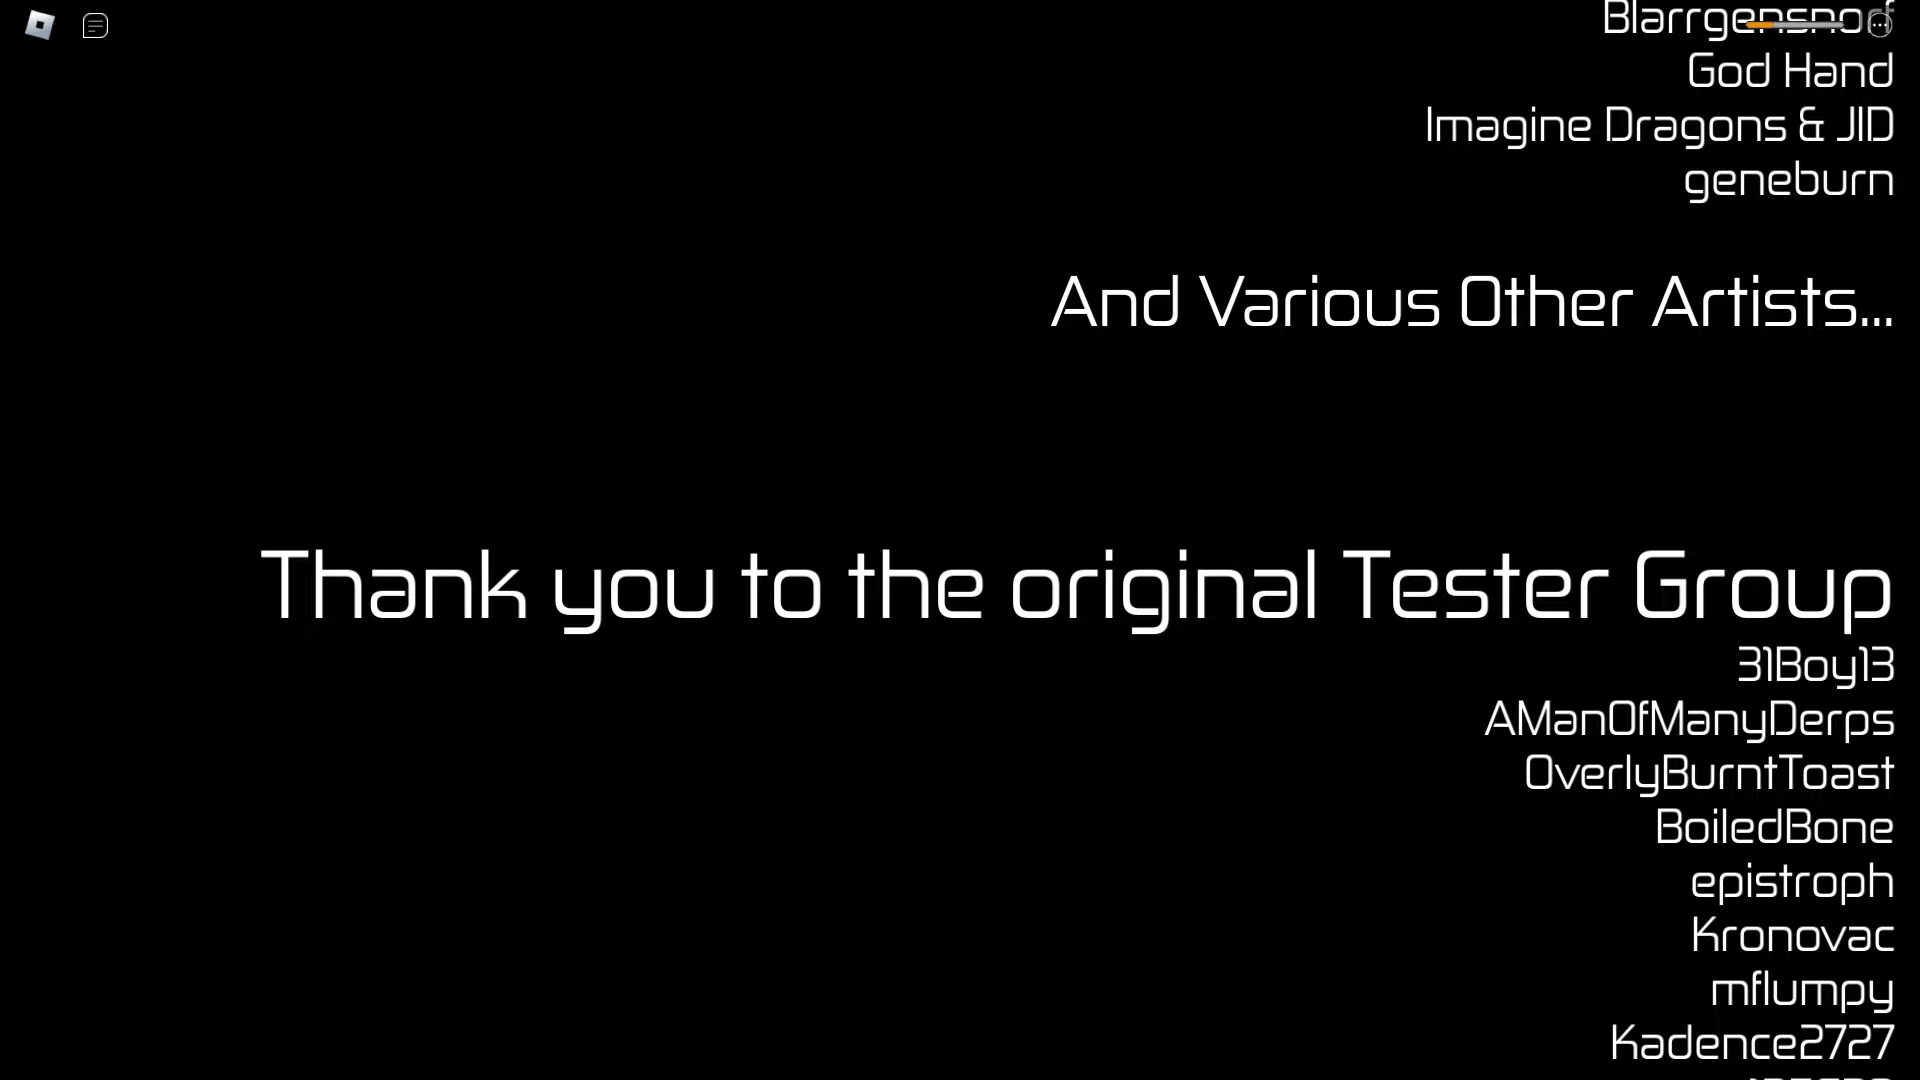 Blarrgensnorf
God Hand
Imagine Dragons & JID
geneburn
And Various Other Artists...
Thank you to the original Tester Group
31Boy13
AManOfManyDerps
OverlyBurntToast
BoiledBone
epistroph
Kronovac
mflumpy
Kadence2727